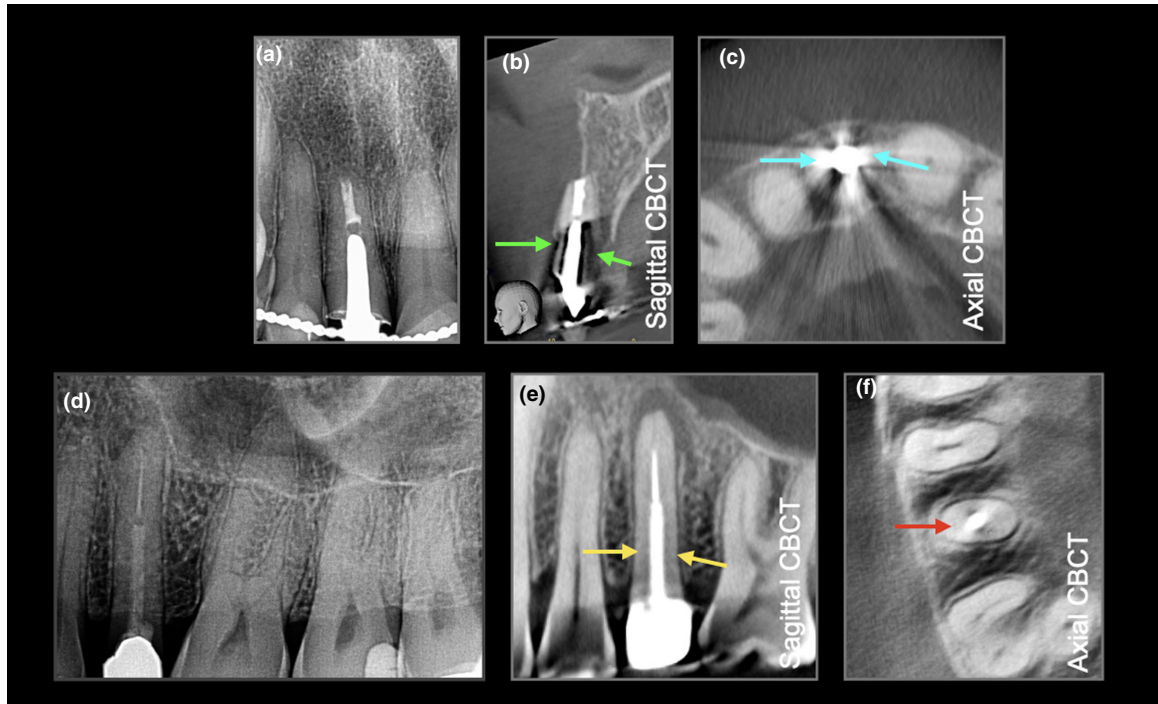 (a)
(b)
(c)
Sagittal CBCT
Axial CBCT
(d)
(e)
(f)
Sagittal CBCT
Axial CBCT